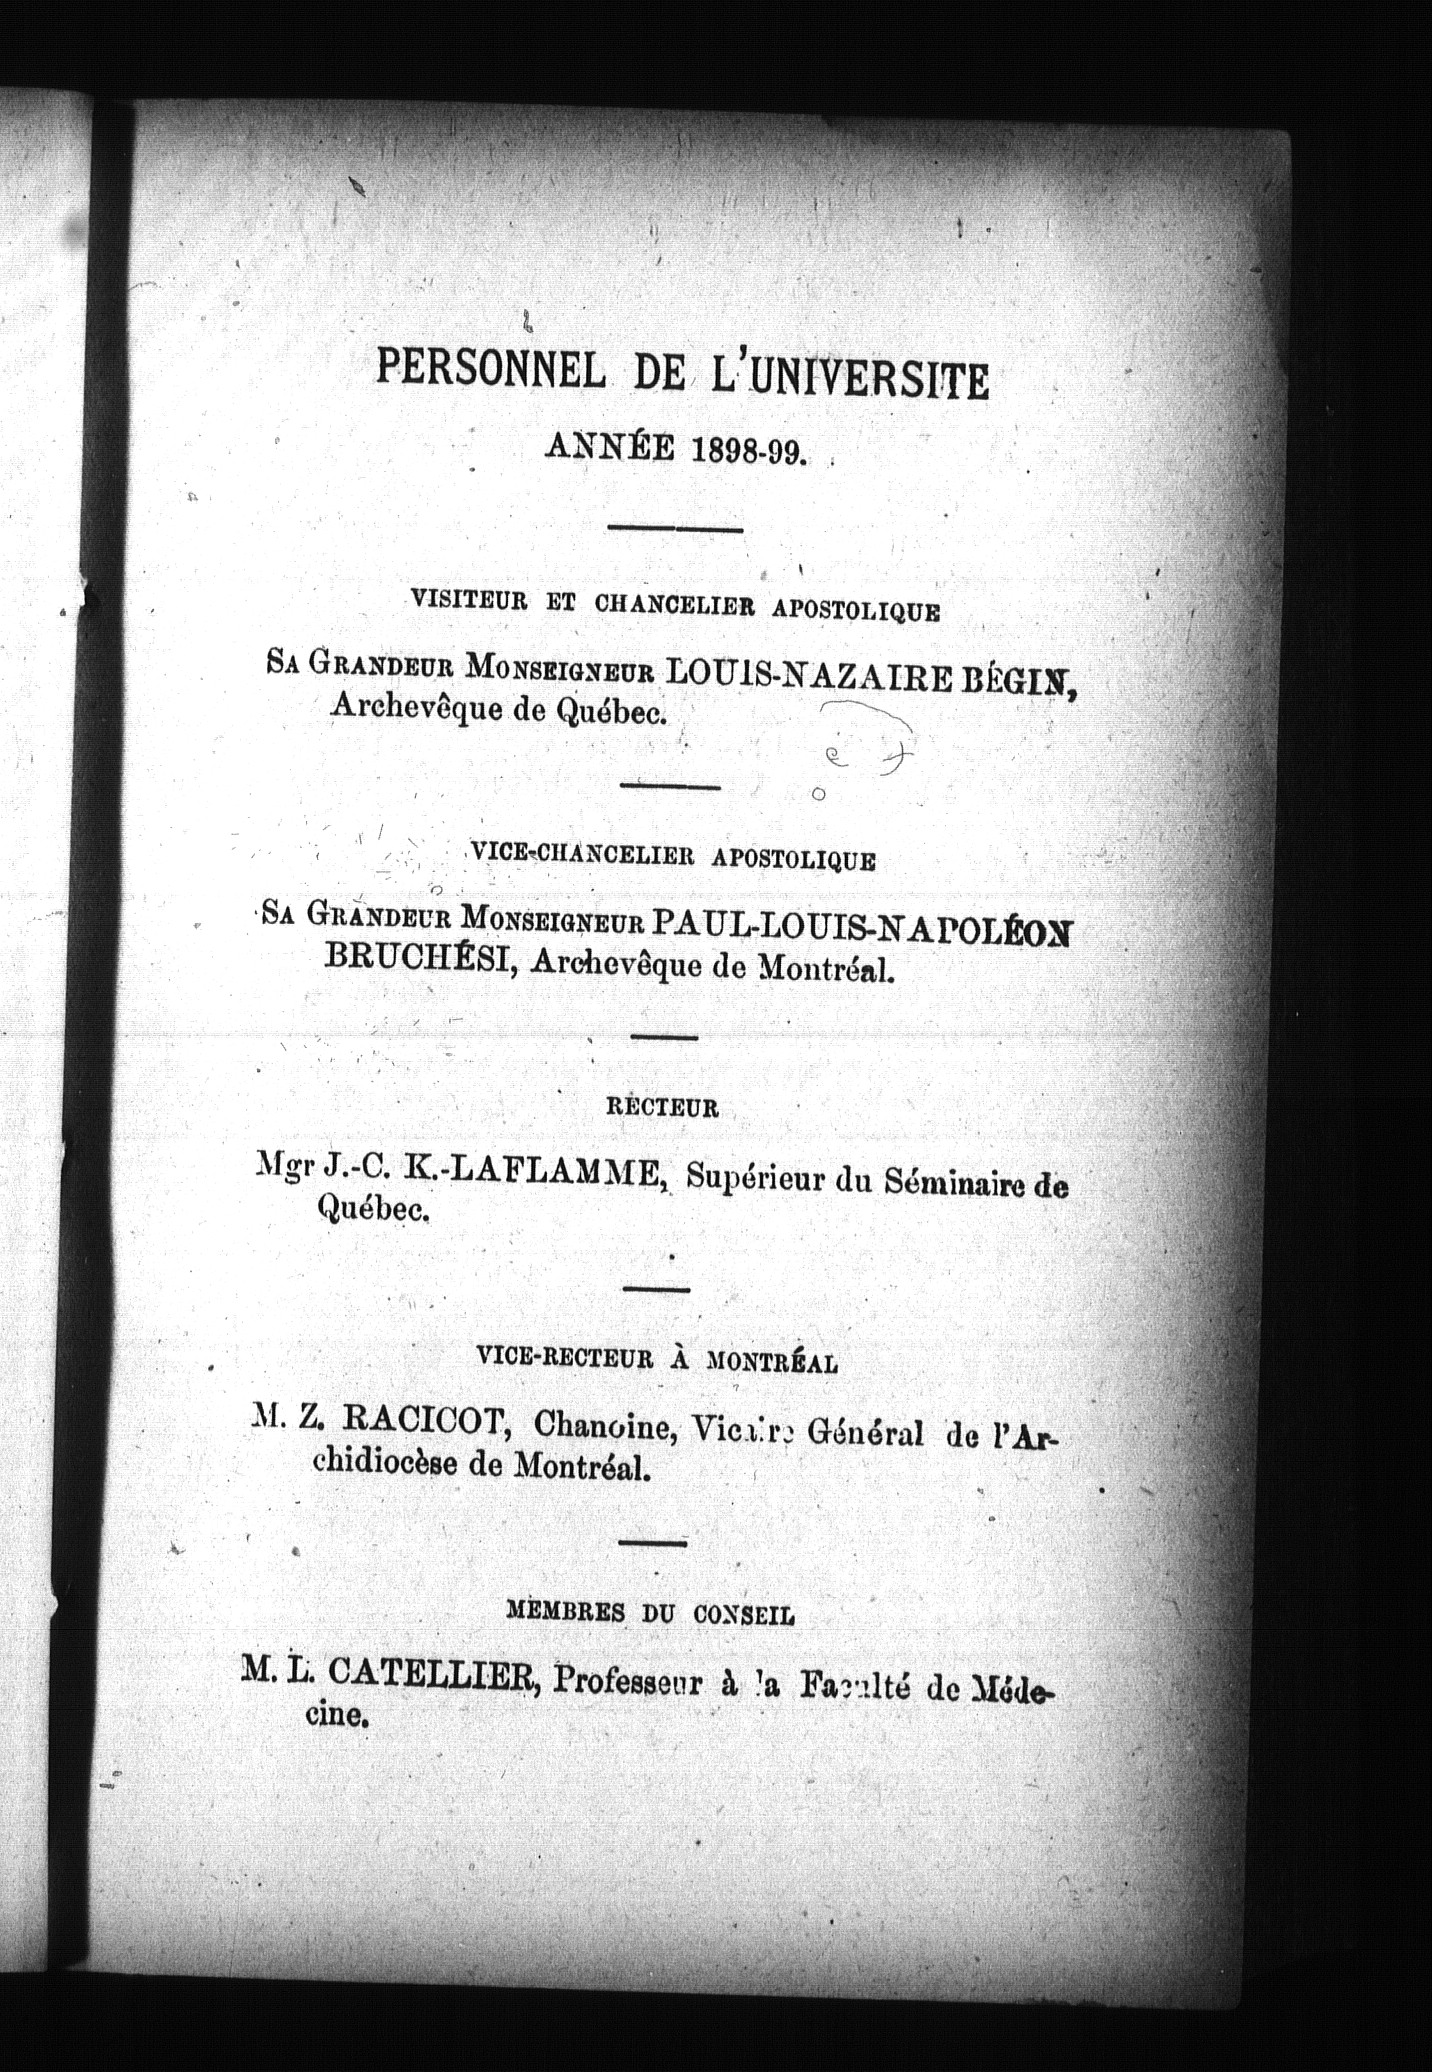 PERSONNEL DE L'UNIVERSITE
ANNÉE 1898-99.
VISITEUR ET CHANCELIER APOSTOLIQUE
SA GRANDEUR MONSEIGNEUR LOUIS-NAZAIRE BÉGIN,
Archevêque de Québec.
VICE-CHANCELIER APOSTOLIQUE
SA GRANDEUR MONSEIGNEUR PAUL-LOUIS-NAPOLÉON
BRUCHÉSI, Archevêque de Montréal.
RECTEUR
Mgr J.-C. K.-LAFLAMME, Supérieur du Séminaire de
Québec.
VICE-RECTEUR À MONTRÉAL
M. Z. RACICOT, Chanoine, Vicaire Général de l'Ar-
chidiocèse de Montréal.
MEMBRES DU CONSEIL
M. L. CATELLIER, Professeur à la Faculté de Méde-
cine.